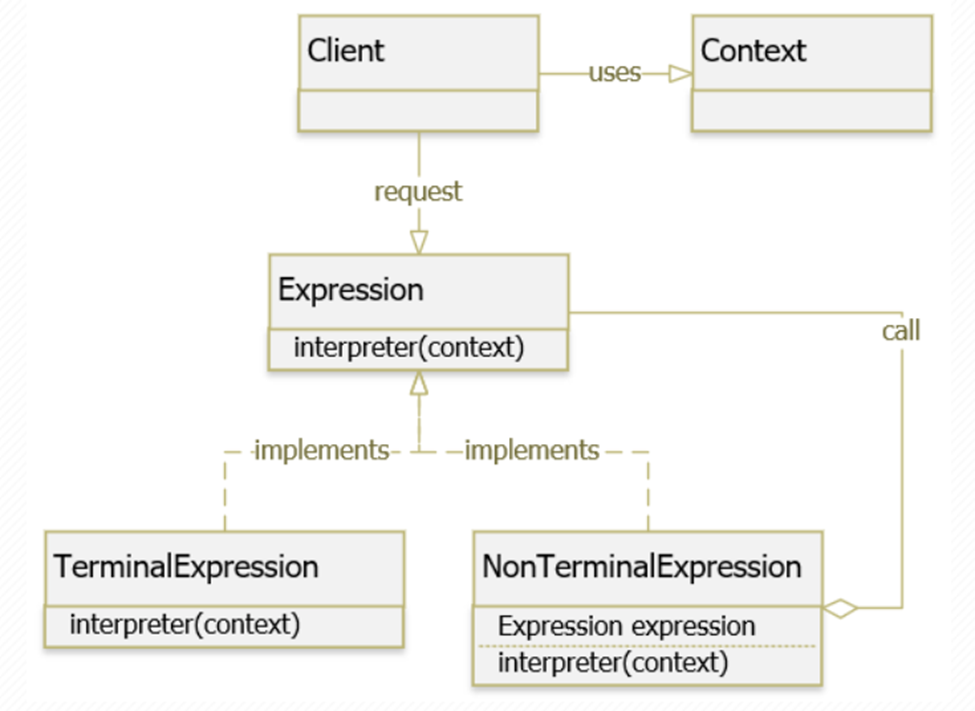 Client
uses
Context
request
Expression
interpreter(context)
call
implements
implements
TerminalExpression
interpreter(context)
NonTerminalExpression
Expression expression
interpreter(context)